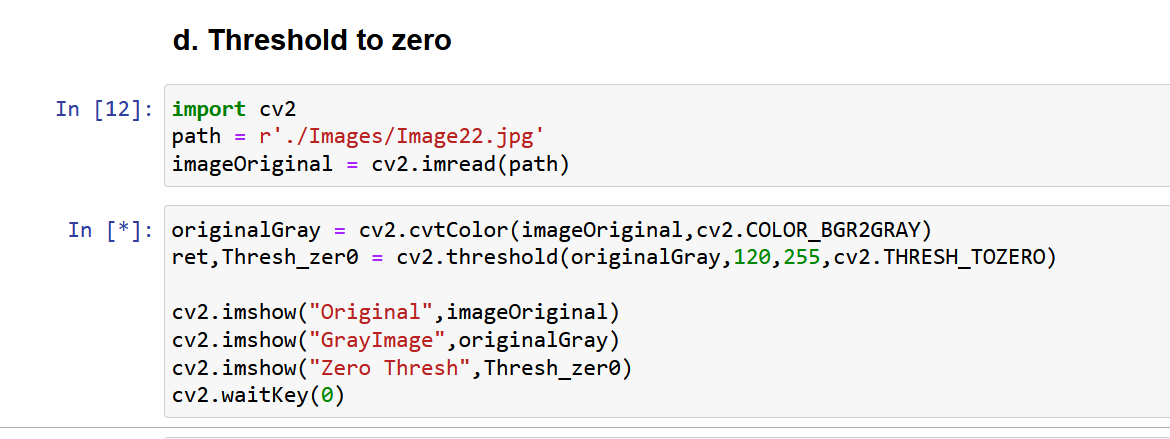 d. Threshold to zero
In [12]: import cv2
path = r'./Images/Image22.jpg'
imageOriginal = cv2.imread(path)
In [*]: originalGray = cv2.cvtColor(imageOriginal,cv2.COLOR_BGR2GRAY)
ret,Thresh_zer0 = cv2.threshold(originalGray,120,255,cv2.THRESH_TOZERO)
cv2.imshow("Original",imageOriginal)
cv2.imshow("GrayImage",originalGray)
cv2.imshow("Zero Thresh",Thresh_zer0)
cv2.waitKey(0)